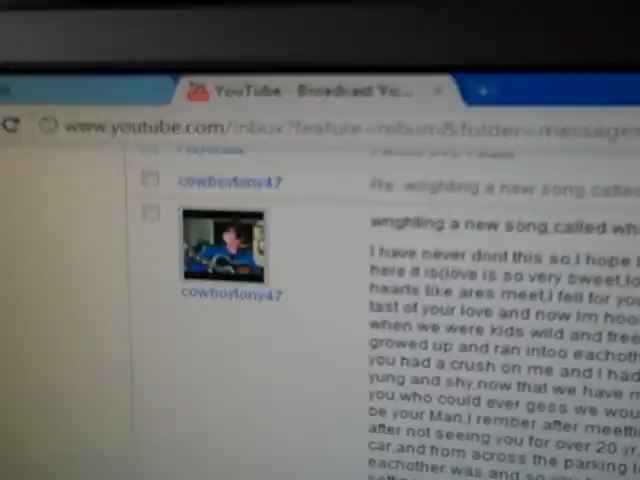 YouTube - Broadcast Yo...
www.youtube.com/inbox?feature=mhum&folder=messages
cowboytony47
Re: wrighting a new song,called
wrighting a new song,called wh
cowboytony47
I have never dont this so,I hope
here it is(love is so very sweet,lo
hearts like ares meet,I fell for yo
tast of your love and now Im hoo
when we were kids wild and free
growed up and ran intoo eachoth
you had a crush on me and I had
yung and shy,now that we have m
you,who could ever gess we wou
be your Man,I rember after meetti
after not seeing you for over 20 yr
car,and from across the parking l
eachother was and so